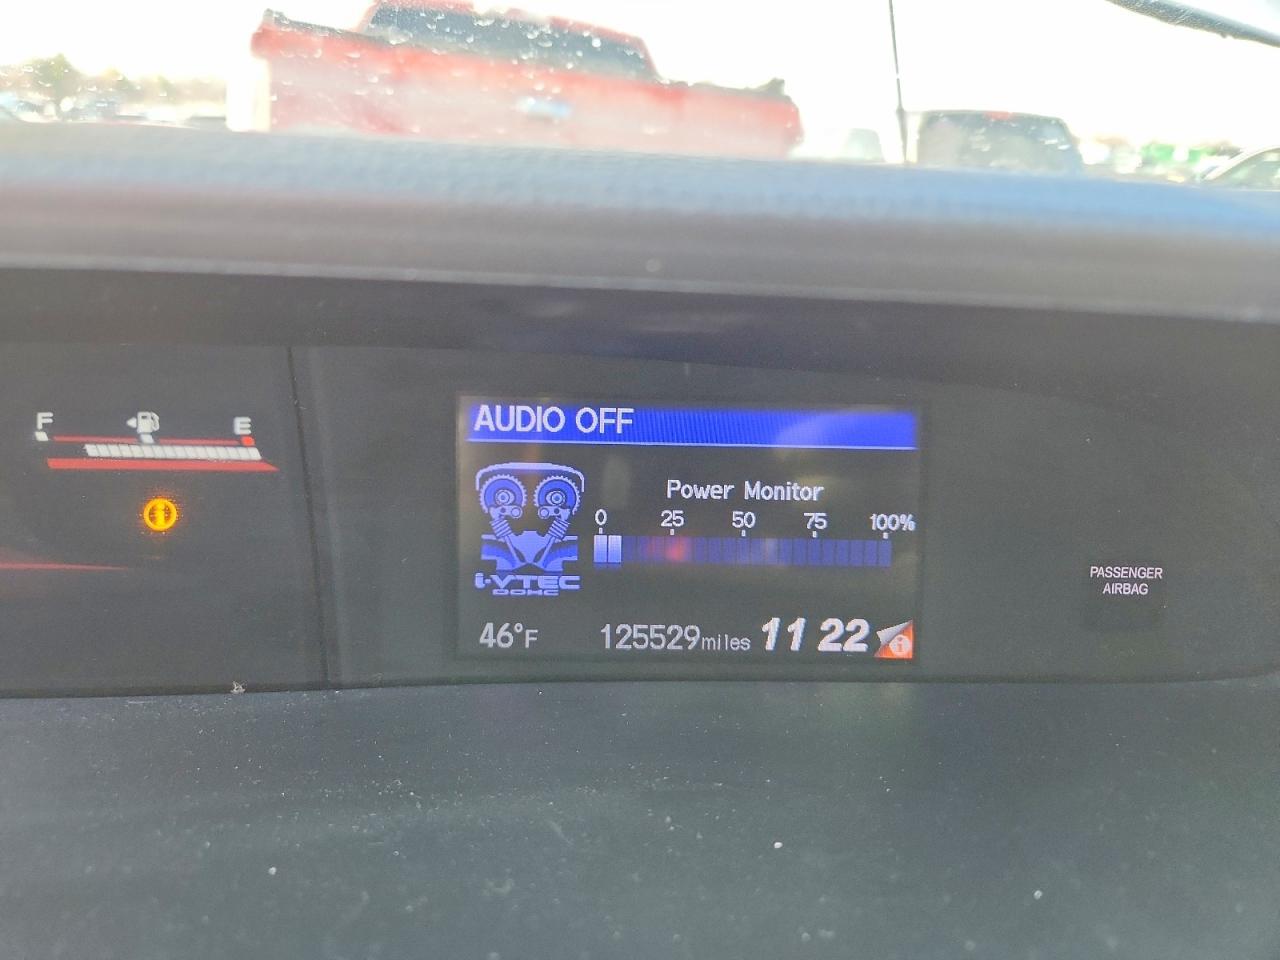 F E
AUDIO OFF
Power Monitor
0 25 50 75 100%
i-VTEC
DOHC
46°F 125529miles 11 22
i
PASSENGER
AIRBAG